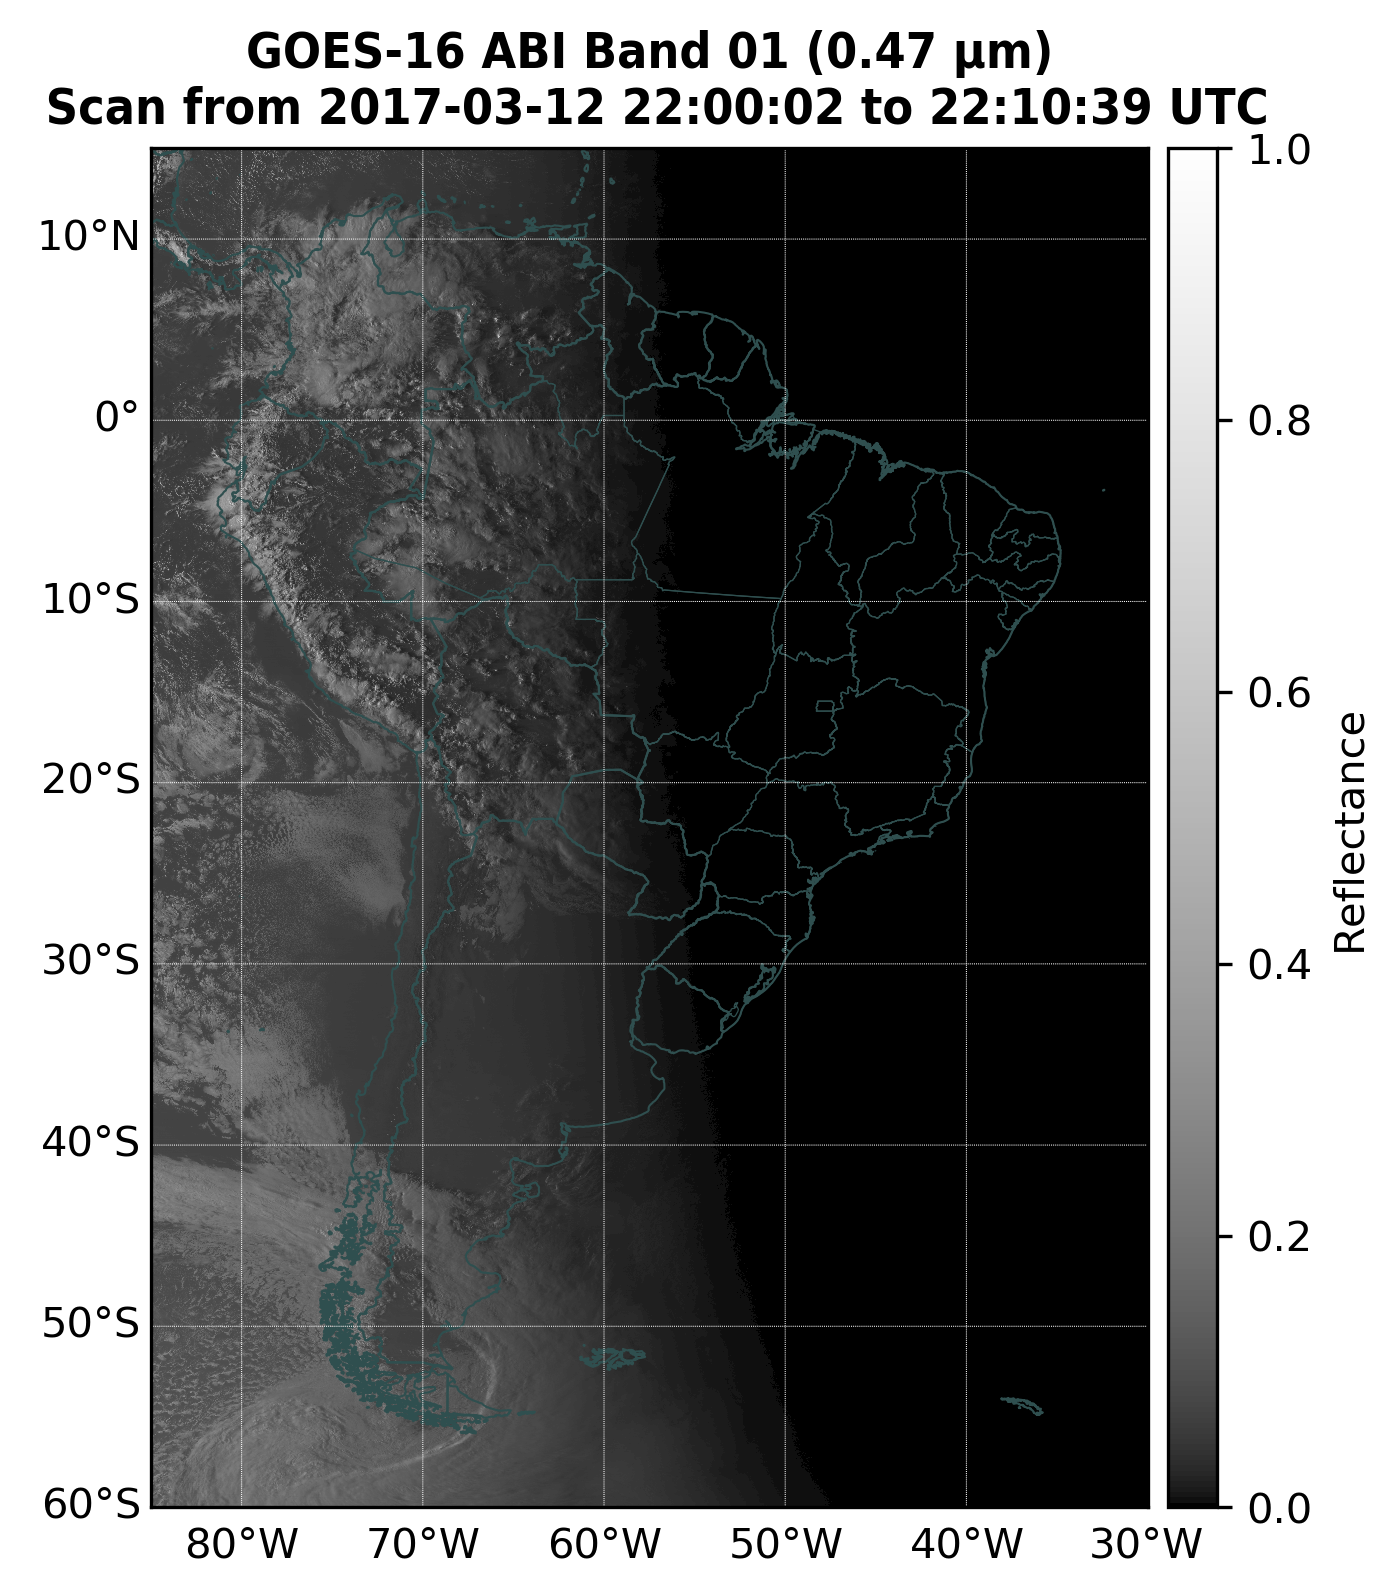 GOES-16 ABI Band 01 (0.47 µm)
Scan from 2017-03-12 22:00:02 to 22:10:39 UTC
10°N
0°
10°S
20°S
30°S
40°S
50°S
60°S
80°W
70°W
60°W
50°W
40°W
30°W
1.0
0.8
0.6
0.4
0.2
0.0
Reflectance